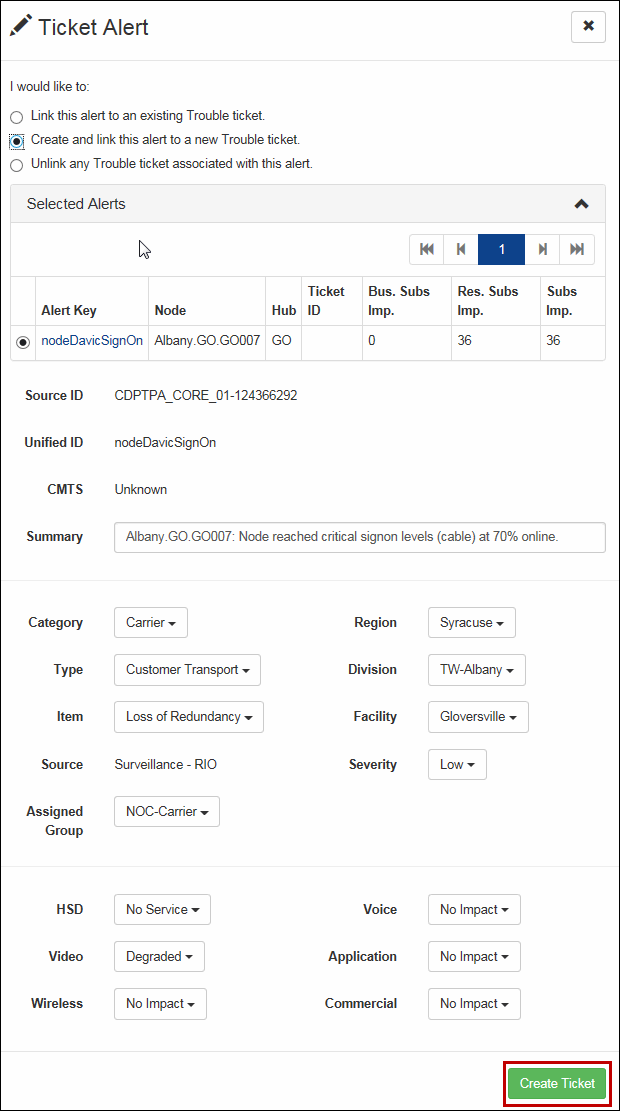 Ticket Alert
I would like to:
Link this alert to an existing Trouble ticket.
Create and link this alert to a new Trouble ticket.
Unlink any Trouble ticket associated with this alert.
Selected Alerts
1
Alert Key Node Hub Ticket ID Bus. Subs Imp. Res. Subs Imp. Subs Imp.
nodeDavicSignOn Albany.GO.GO007 GO 0 36 36
Source ID CDPTPA_CORE_01-124366292
Unified ID nodeDavicSignOn
CMTS Unknown
Summary Albany.GO.GO007: Node reached critical signon levels (cable) at 70% online.
Category Carrier Region Syracuse
Type Customer Transport Division TW-Albany
Item Loss of Redundancy Facility Gloversville
Source Surveillance - RIO Severity Low
Assigned Group NOC-Carrier
HSD No Service Voice No Impact
Video Degraded Application No Impact
Wireless No Impact Commercial No Impact
Create Ticket